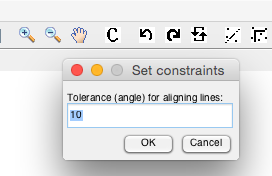 C
Set constraints
Tolerance (angle) for aligning lines:
10
OK Cancel